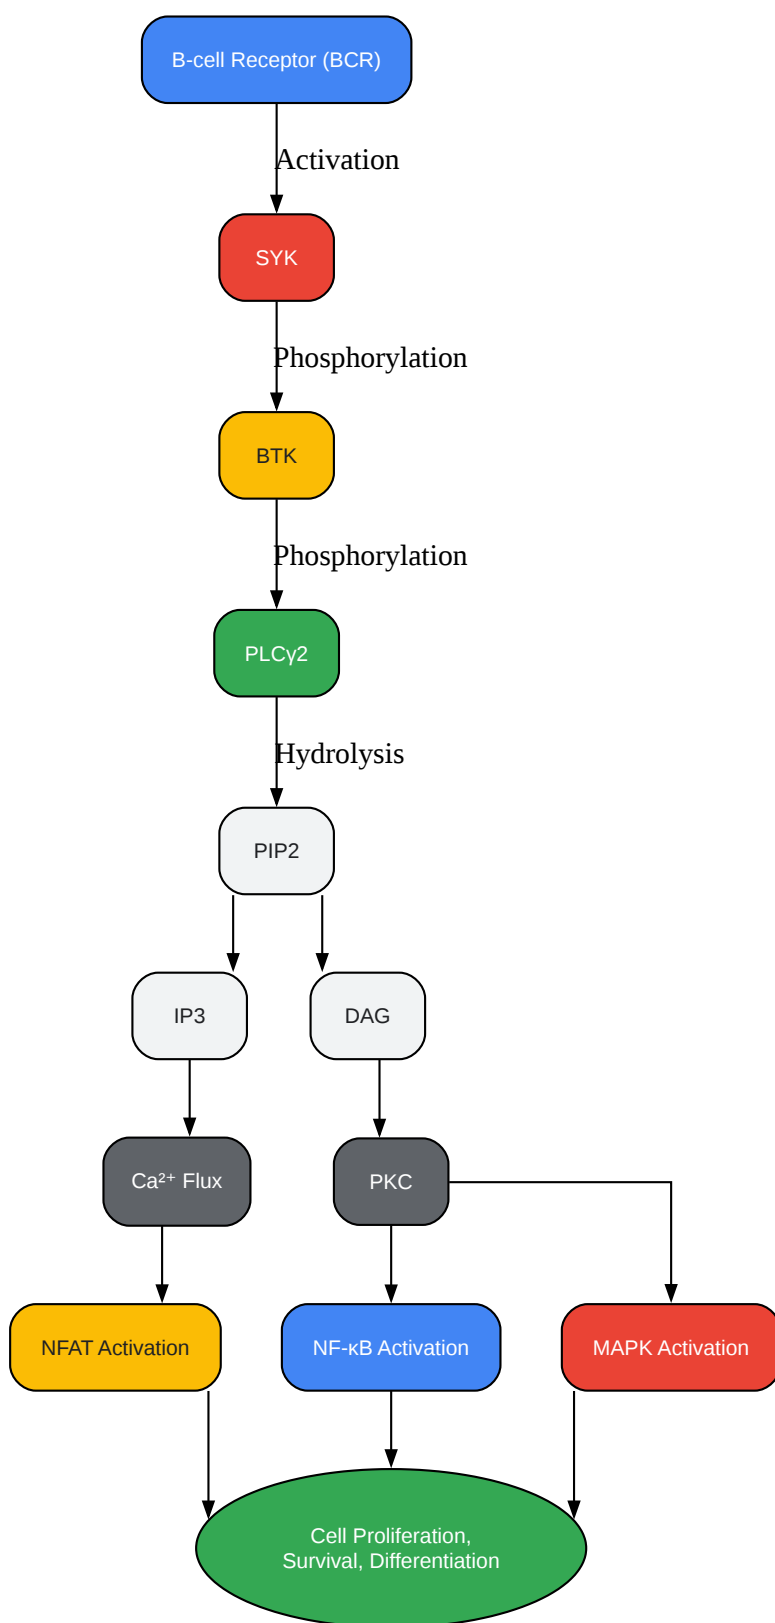 B-cell Receptor (BCR)
Activation
SYK
Phosphorylation
BTK
Phosphorylation
PLCγ2
Hydrolysis
PIP2
IP3
DAG
Ca²⁺ Flux
PKC
NFAT Activation
NF-κB Activation
MAPK Activation
Cell Proliferation,
Survival, Differentiation